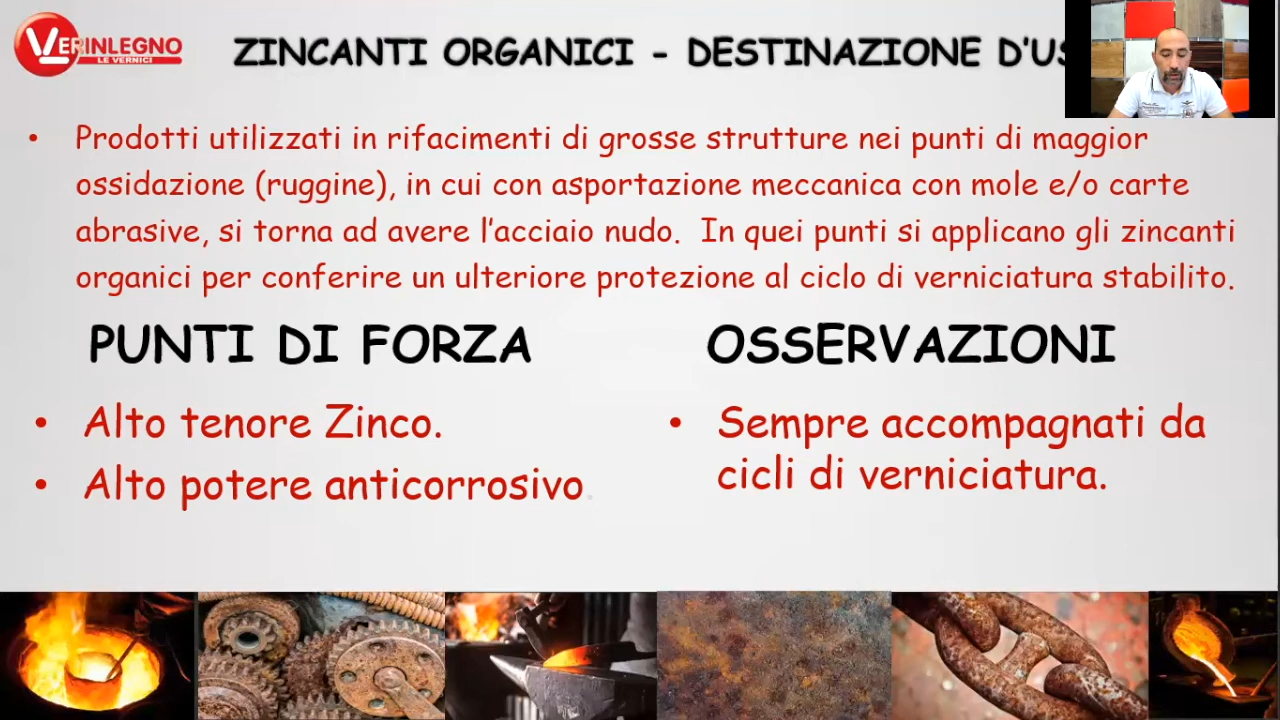 VERINLEGNO
LE VERNICI
ZINCANTI ORGANICI - DESTINAZIONE
• Prodotti utilizzati in rifacimenti di grosse strutture nei punti di maggior
ossidazione (ruggine), in cui con asportazione meccanica con mole e/o carte
abrasive, si torna ad avere l'acciaio nudo. In quei punti si applicano gli zincanti
organici per conferire un ulteriore protezione al ciclo di verniciatura stabilito.
PUNTI DI FORZA
• Alto tenore Zinco.
• Alto potere anticorrosivo.
OSSERVAZIONI
• Sempre accompagnati da
cicli di verniciatura.